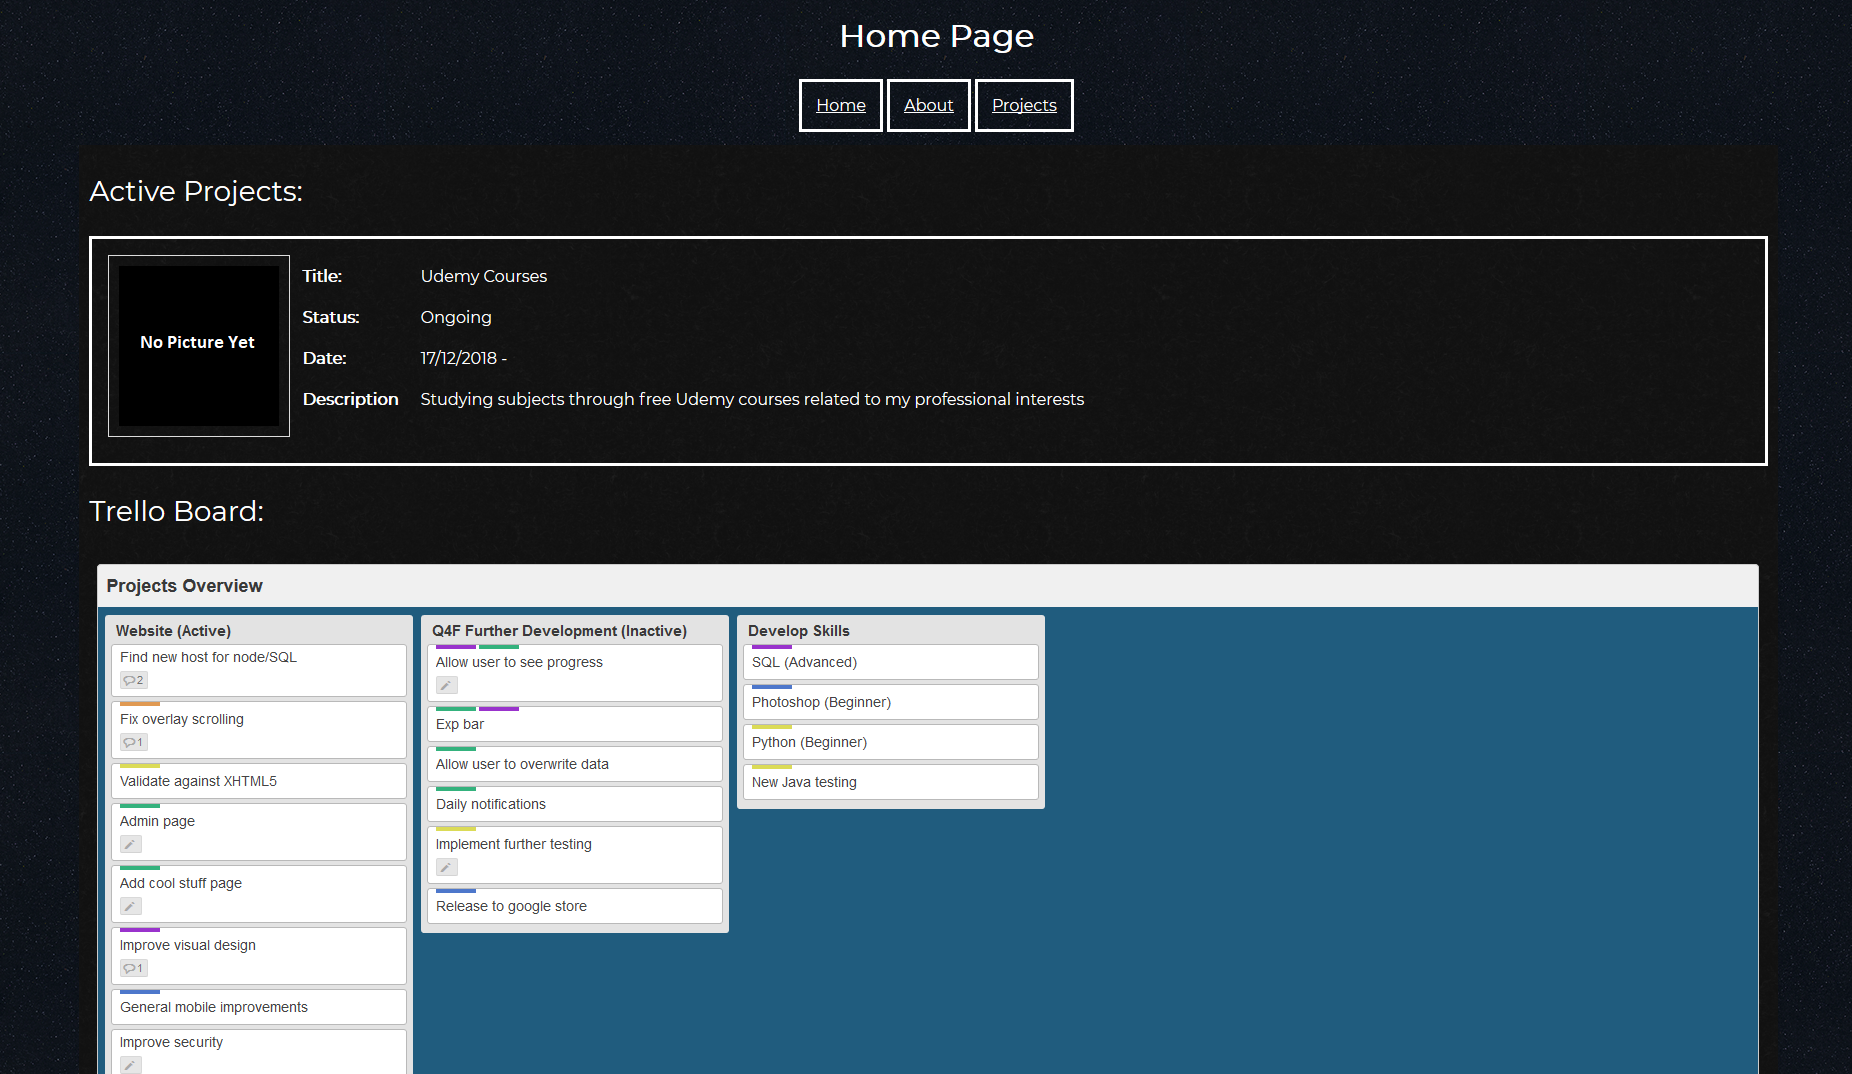 Home Page
Home About Projects
Active Projects:
No Picture Yet
Title: Udemy Courses
Status: Ongoing
Date: 17/12/2018 -
Description Studying subjects through free Udemy courses related to my professional interests
Trello Board:
Projects Overview
Website (Active)
Find new host for node/SQL
2
Fix overlay scrolling
1
Validate against XHTML5
Admin page
Add cool stuff page
Improve visual design
1
General mobile improvements
Improve security
Q4F Further Development (Inactive)
Allow user to see progress
Exp bar
Allow user to overwrite data
Daily notifications
Implement further testing
Release to google store
Develop Skills
SQL (Advanced)
Photoshop (Beginner)
Python (Beginner)
New Java testing